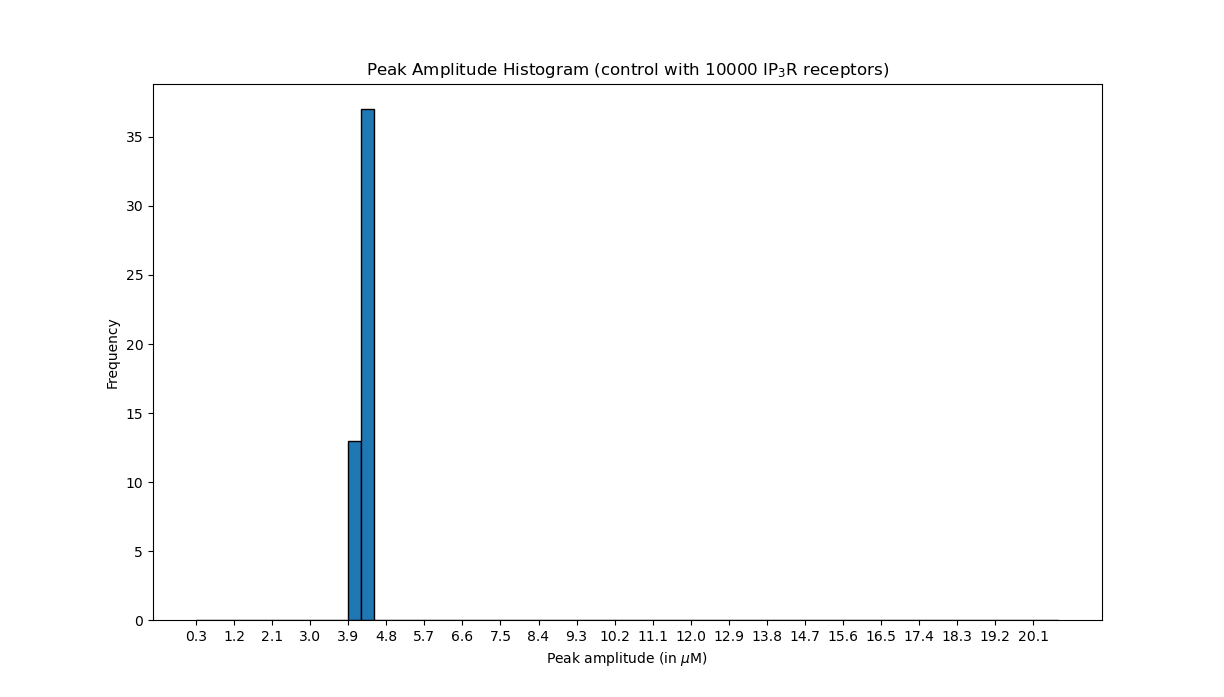 Peak Amplitude Histogram (control with 10000 IP₃R receptors)
35
30
25
20
15
10
5
0
Frequency
0.3 1.2 2.1 3.0 3.9 4.8 5.7 6.6 7.5 8.4 9.3 10.2 11.1 12.0 12.9 13.8 14.7 15.6 16.5 17.4 18.3 19.2 20.1
Peak amplitude (in μM)